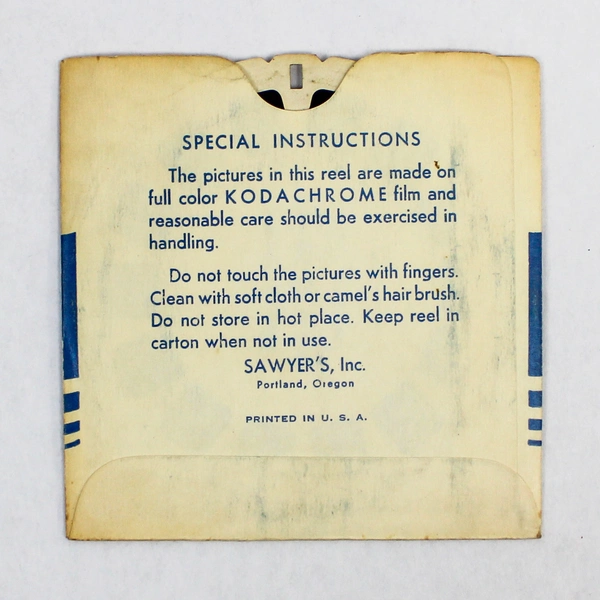 SPECIAL INSTRUCTIONS
The pictures in this reel are made on
full color KODACHROME film and
reasonable care should be exercised in
handling.
Do not touch the pictures with fingers.
Clean with soft cloth or camel's hair brush.
Do not store in hot place. Keep reel in
carton when not in use.
SAWYER'S, Inc.
Portland, Oregon
PRINTED IN U. S. A.